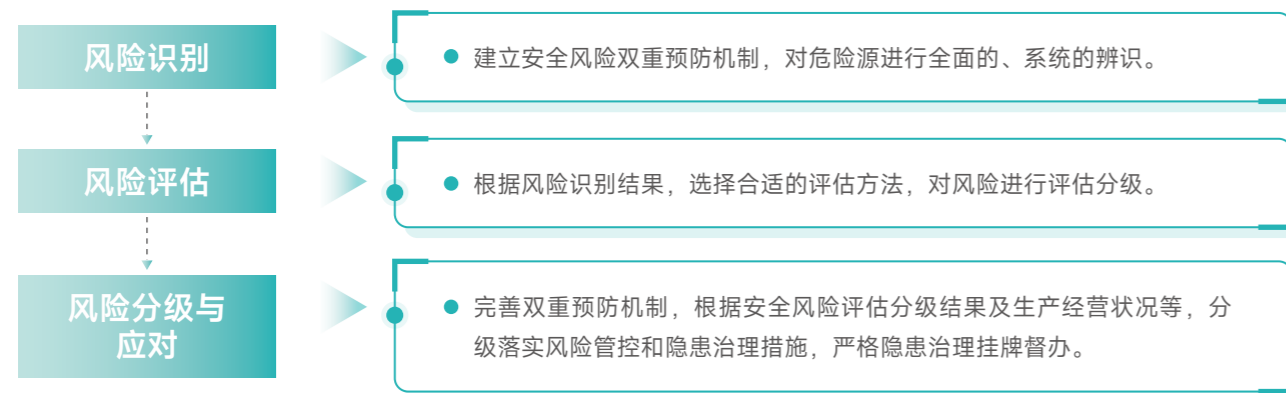 风险识别
建立安全风险双重预防机制，对危险源进行全面的、系统的辨识。
风险评估
根据风险识别结果，选择合适的评估方法，对风险进行评估分级。
风险分级与
应对
完善双重预防机制，根据安全风险评估分级结果及生产经营状况等，分
级落实风险管控和隐患治理措施，严格隐患治理挂牌督办。